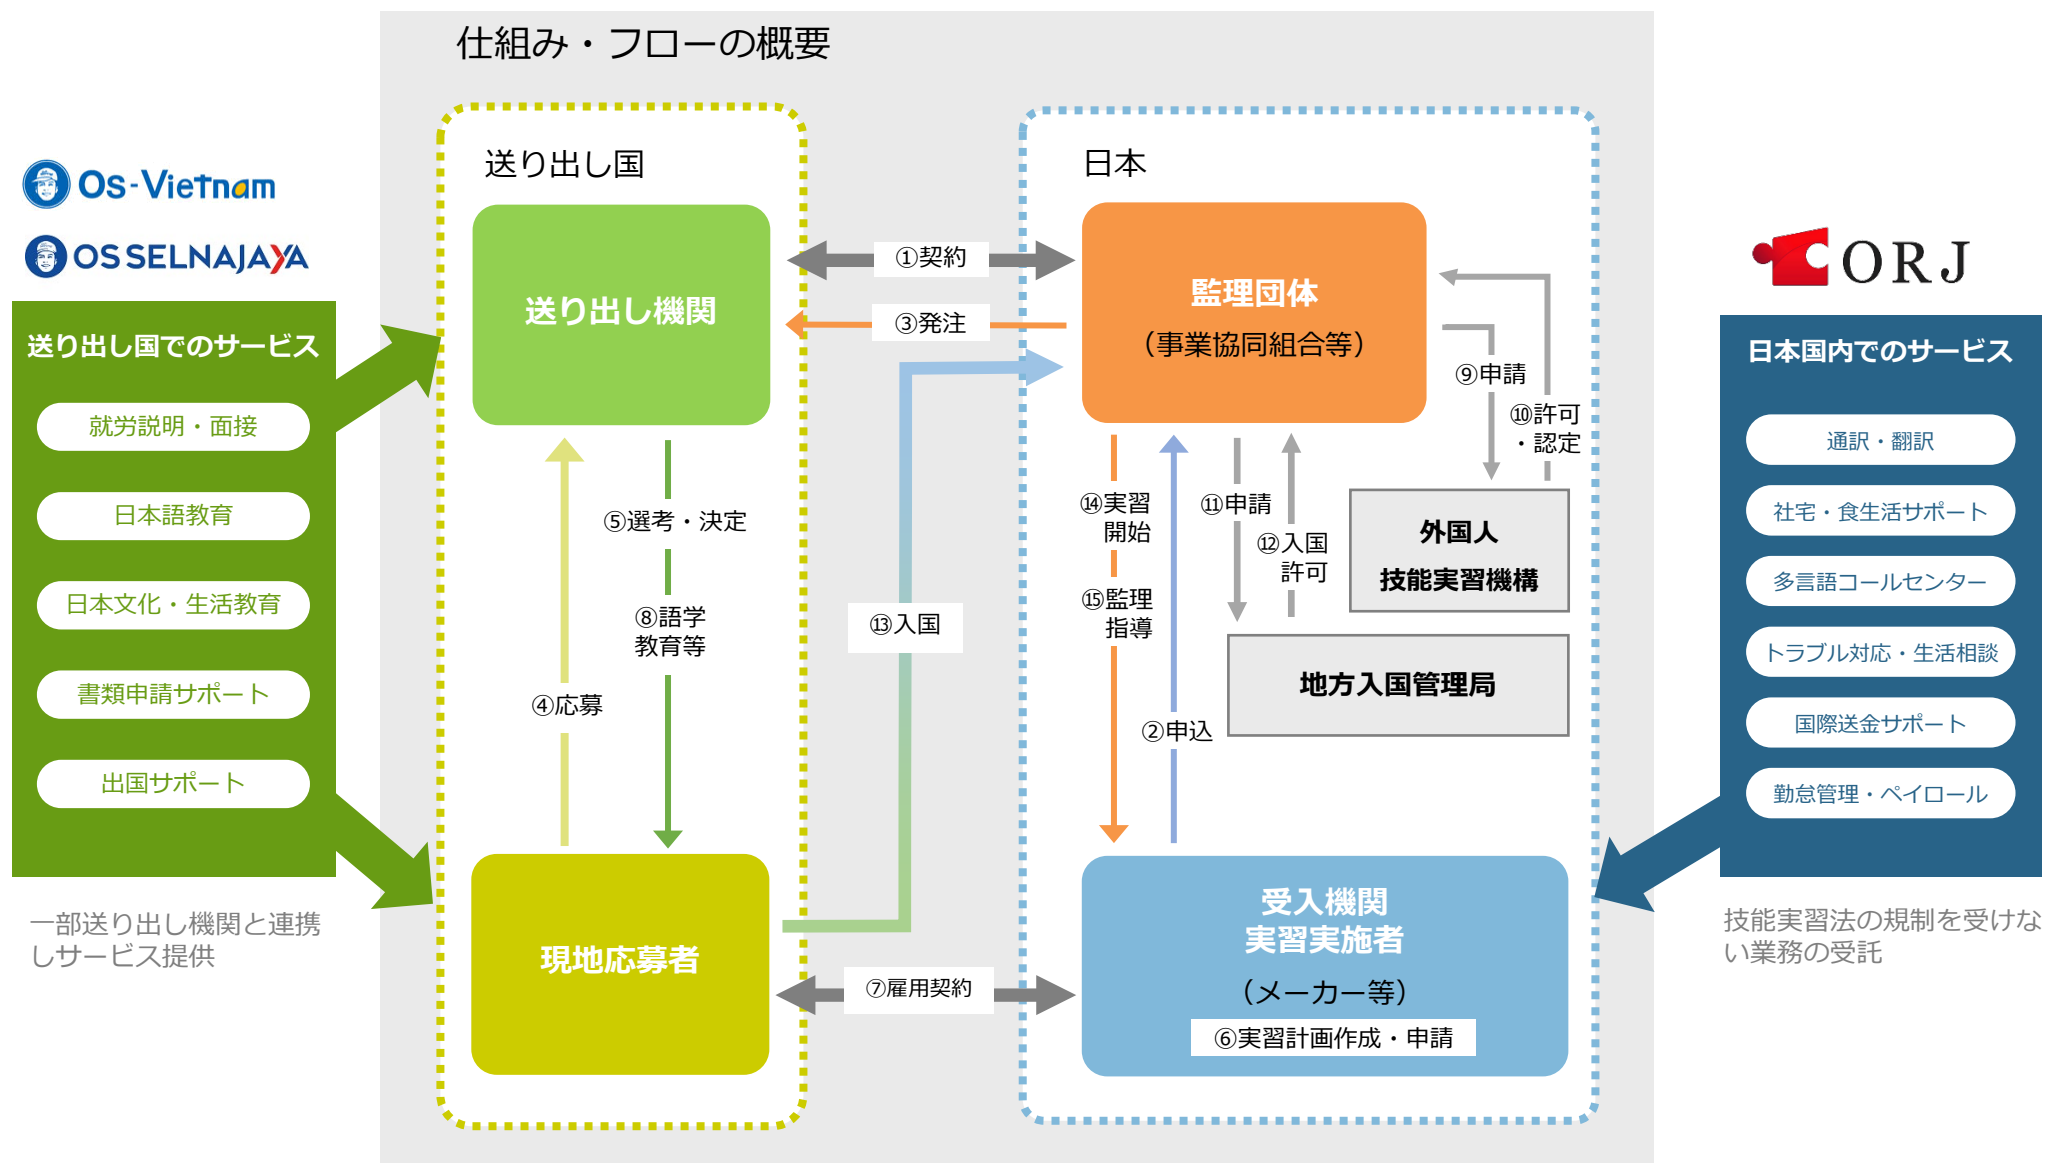 仕組み・フローの概要
Os-Vietnam
OS SELNAJAYA
送り出し国でのサービス
就労説明・面接
日本語教育
日本文化・生活教育
書類申請サポート
出国サポート
一部送り出し機関と連携
しサービス提供
送り出し国
送り出し機関
④応募
⑤選考・決定
⑧語学
教育等
現地応募者
①契約
③発注
⑬入国
⑦雇用契約
日本
監理団体
（事業協同組合等）
⑨申請
⑩許可
・認定
⑭実習
開始
⑪申請
⑫入国
許可
⑮監理
指導
②申込
外国人
技能実習機構
地方入国管理局
受入機関
実習実施者
（メーカー等）
⑥実習計画作成・申請
ORJ
日本国内でのサービス
通訳・翻訳
社宅・食生活サポート
多言語コールセンター
トラブル対応・生活相談
国際送金サポート
勤怠管理・ペイロール
技能実習法の規制を受けな
い業務の受託